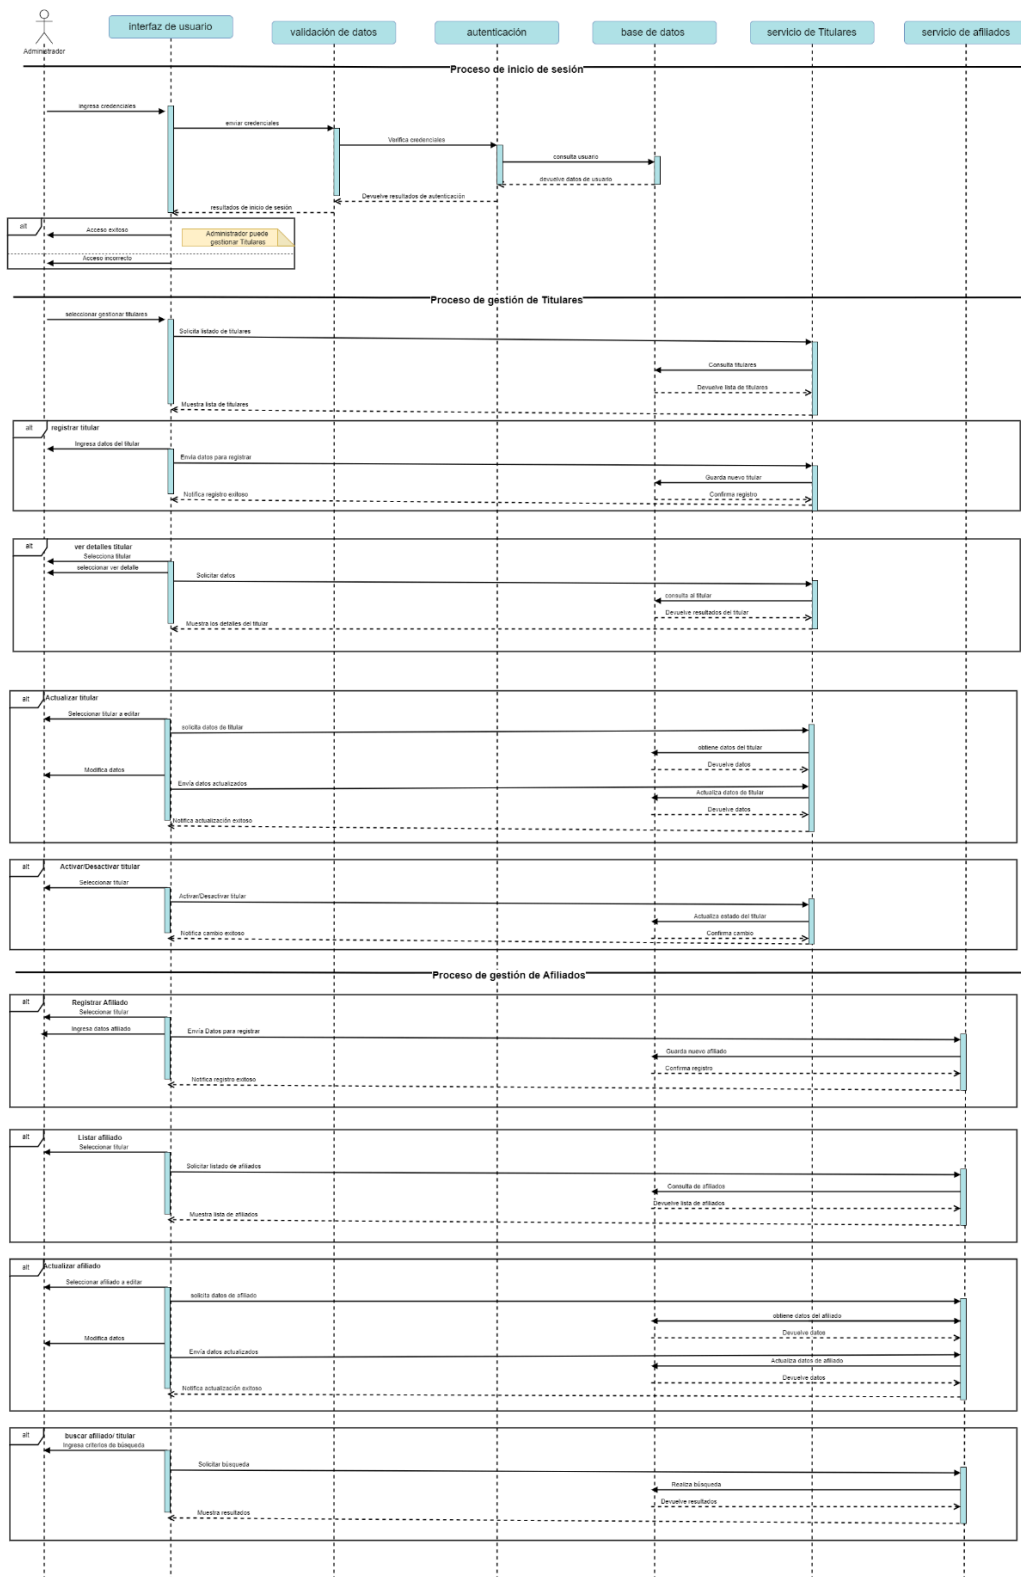 interfaz de usuario
validación de datos
autenticación
base de datos
servicio de Titulares
servicio de afiliados
Administrador
Proceso de inicio de sesión
ingresa credenciales
enviar credenciales
Verifica credenciales
consulta usuario
devuelve datos de usuario
Devuelve resultados de autenticación
resultados de inicio de sesión
alt
Acceso exitoso
Administrador puede
gestionar Titulares
Acceso incorrecto
Proceso de gestión de Titulares
seleccionar gestionar titulares
Solicita listado de titulares
Consulta titulares
Devuelve lista de titulares
Muestra lista de titulares
alt
registrar titular
Ingresa datos del titular
Envia datos para registrar
Guarda nuevo titular
Notifica registro exitoso
Confirma registro
alt
ver detalles titular
Selecciona titular
seleccionar ver detalle
Solicitar datos
consulta al titular
Devuelve resultados del titular
Muestra los detalles del titular
alt
Actualizar titular
Seleccionar titular a editar
solicita datos de titular
obtiene datos del titular
Devuelve datos
Modifica datos
Envía datos actualizados
Actualiza datos de titular
Devuelve datos
Notifica actualización exitoso
alt
Activar/Desactivar titular
Seleccionar titular
Activar/Desactivar titular
Actualiza estado del titular
Notifica cambio exitoso
Confirma cambio
Proceso de gestión de Afiliados
alt
Registrar Afiliado
Seleccionar titular
Ingresa datos afiliado
Envía Datos para registrar
Guarda nuevo afiliado
Confirma registro
Notifica registro exitoso
alt
Listar afiliado
Seleccionar titular
Solicitar listado de afiliados
Consulta de afiliados
Devuelve lista de afiliados
Muestra lista de afiliados
alt
Actualizar afiliado
Seleccionar afiliado a editar
solicita datos de afiliado
obtiene datos del afiliado
Devuelve datos
Modifica datos
Envía datos actualizados
Actualiza datos de afiliado
Devuelve datos
Notifica actualización exitoso
alt
buscar afiliado/ titular
Ingresa criterios de búsqueda
Solicitar búsqueda
Realiza búsqueda
Devuelve resultados
Muestra resultados